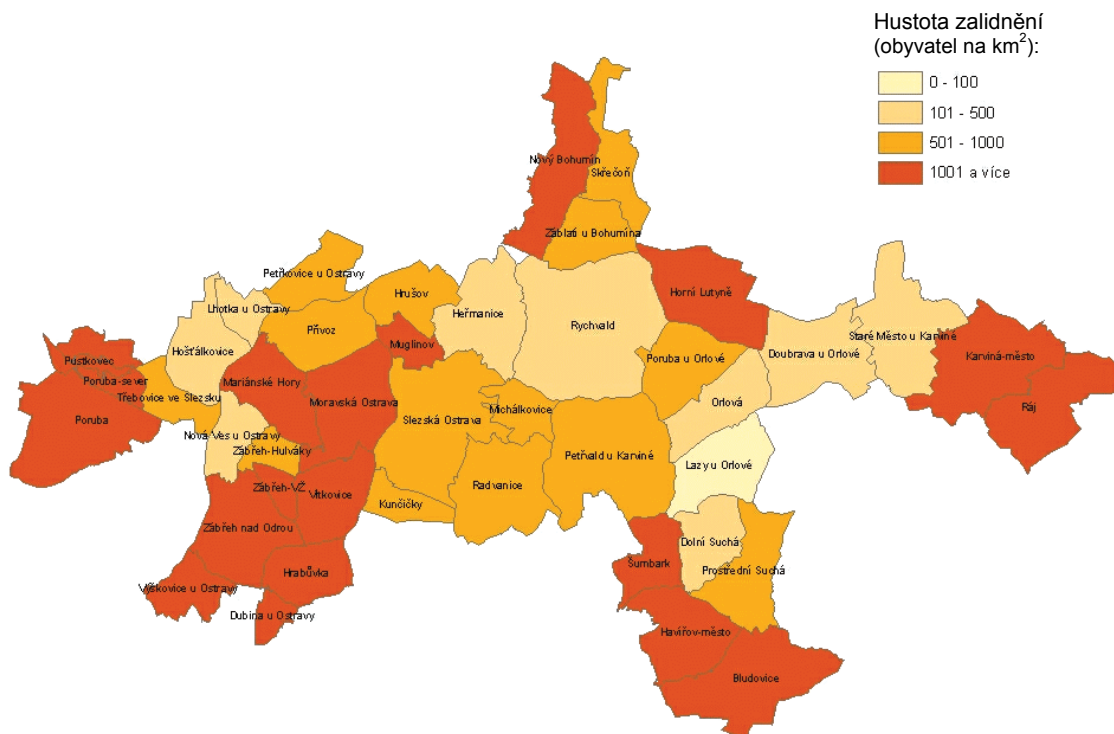 Hustota zalidnění
(obyvatel na km²):
0 - 100
101 - 500
501 - 1000
1001 a více
Nový Bohumín
Skřečoň
Záblatí u Bohumína
Petřkovice u Ostravy
Lhotka u Ostravy
Hrušov
Heřmanice
Rychvald
Horní Lutyně
Přívoz
Muglinov
Hošťálkovice
Pustkovec
Poruba-sever
Třebovice ve Slezsku
Poruba
Mariánské Hory
Moravská Ostrava
Slezská Ostrava
Michálkovice
Poruba u Orlové
Doubrava u Orlové
Staré Město u Karviné
Karviná-město
Ráj
Orlová
Nová Ves u Ostravy
Zábřeh-Hulváky
Petřvald u Karviné
Lazy u Orlové
Radvanice
Zábřeh-VŽ
Vítkovice
Kunčičky
Zábřeh nad Odrou
Dolní Suchá
Šumbark
Prostřední Suchá
Hrabůvka
Výškovice u Ostravy
Dubina u Ostravy
Havířov-město
Bludovice